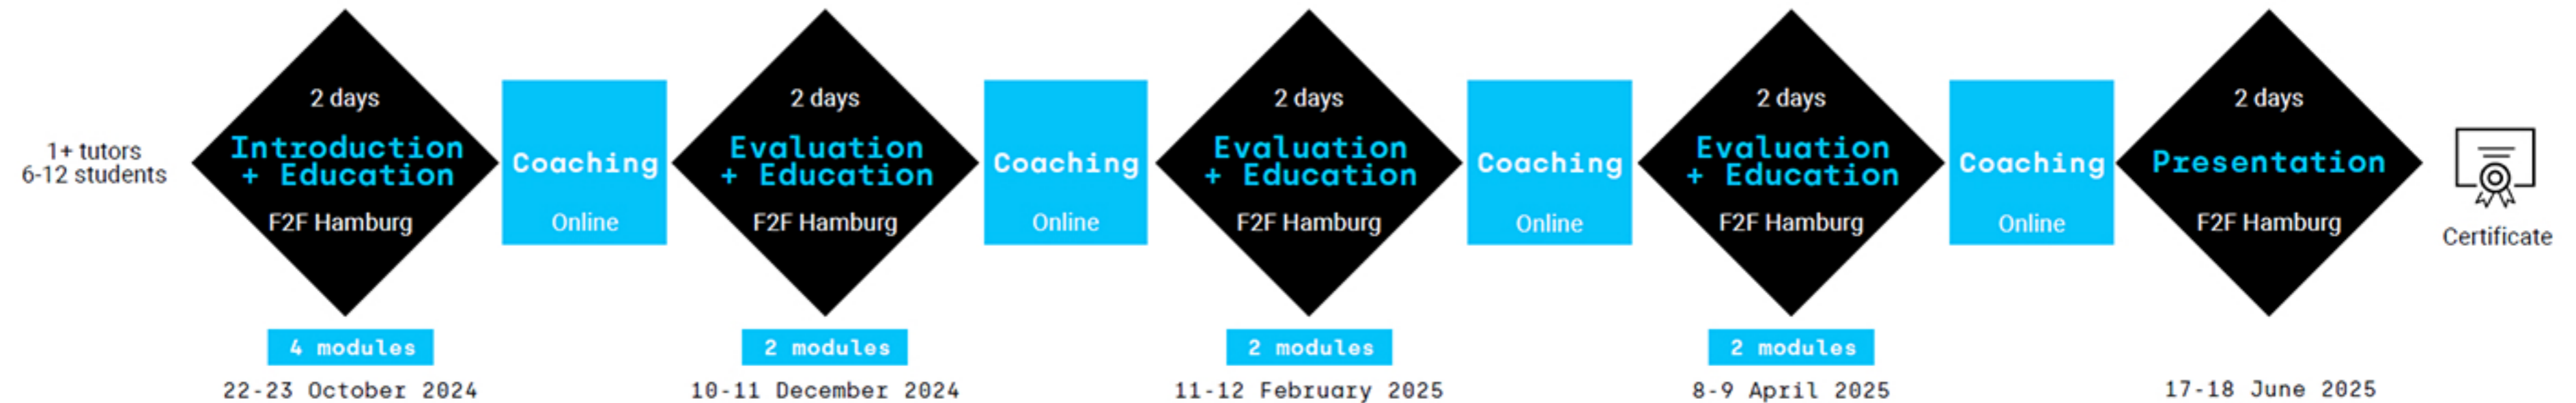 1+ tutors
6-12 students
2 days
Introduction
+ Education
F2F Hamburg
4 modules
22-23 October 2024
Coaching
Online
2 days
Evaluation
+ Education
F2F Hamburg
2 modules
10-11 December 2024
Coaching
Online
2 days
Evaluation
+ Education
F2F Hamburg
2 modules
11-12 February 2025
Coaching
Online
2 days
Evaluation
+ Education
F2F Hamburg
2 modules
8-9 April 2025
Coaching
Online
2 days
Presentation
F2F Hamburg
17-18 June 2025
Certificate